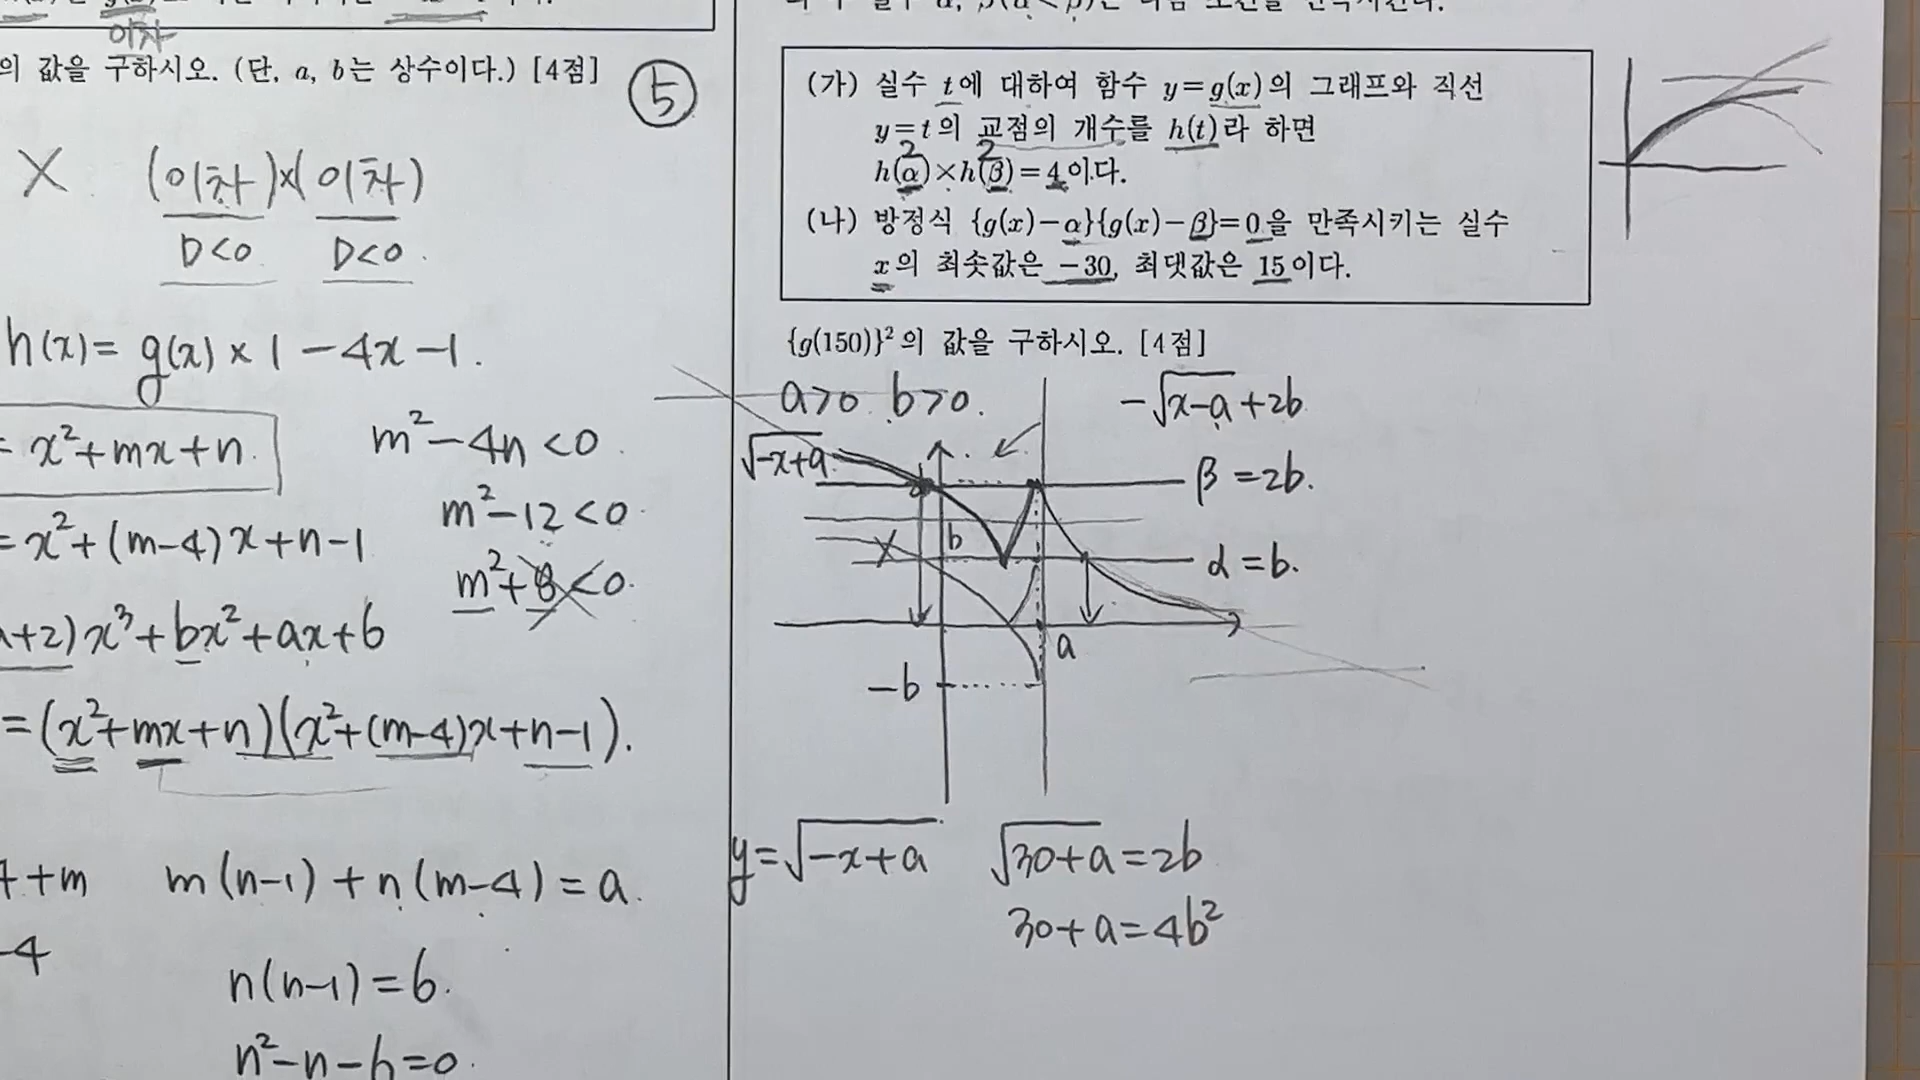 이차
의 값을 구하시오. (단, a, b는 상수이다.) [4점]
⑤
X (이차)×(이차)
D<0 D<0.
h(x)= g(x)×1-4x-1.
= x²+mx+n.
m²-4n<0.
= x²+(m-4)x+n-1
m²-12<0.
m²+8<0.
+2)x³+bx²+ax+6
=(x²+mx+n)(x²+(m-4)x+n-1).
+m m(n-1)+n(m-4)=a.
-4
n(n-1)=6.
n²-n-6=0.
(가) 실수 t에 대하여 함수 y=g(x)의 그래프와 직선
y=t의 교점의 개수를 h(t)라 하면
2 2
h(α)×h(β)=4이다.
(나) 방정식 {g(x)-α}{g(x)-β}=0을 만족시키는 실수
x의 최솟값은 -30, 최댓값은 15이다.
{g(150)}²의 값을 구하시오. [4점]
a>0. b>0. -√(x-a)+2b
√(-x+a)
β=2b.
b
α=b.
a
-b
y=√(-x+a) √(30+a)=2b
30+a=4b²